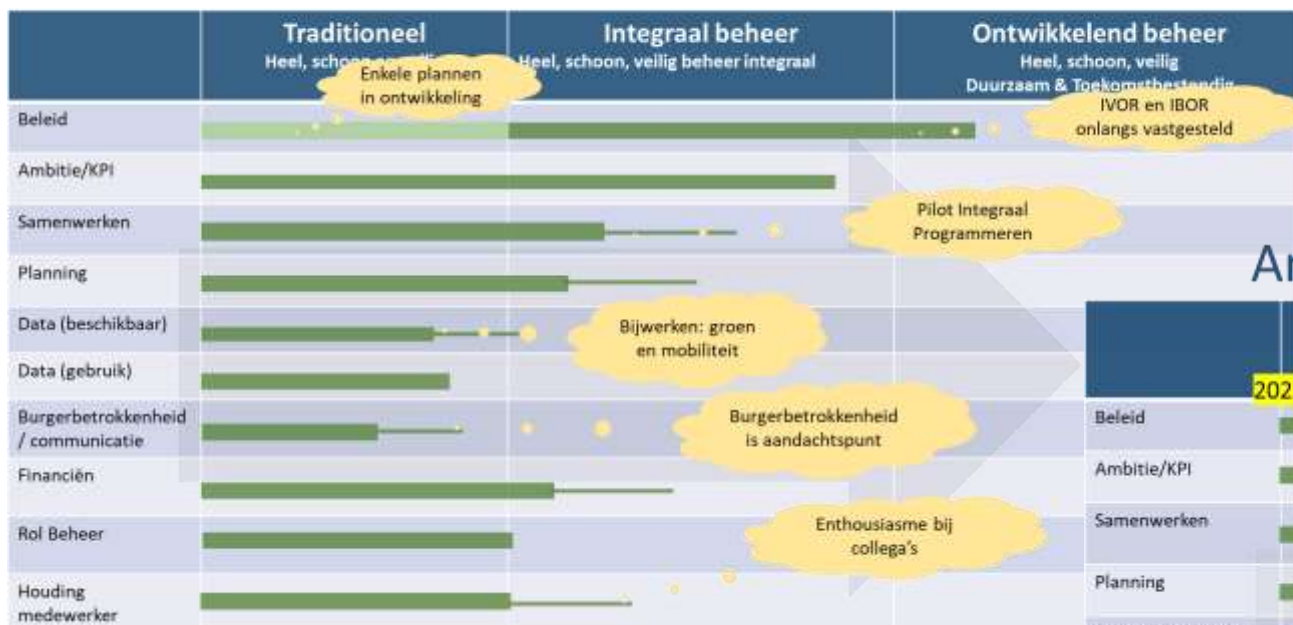 Traditioneel
Heel, schoon
Integraal beheer
Heel, schoon, veilig beheer integraal
Ontwikkelend beheer
Heel, schoon, veilig
Duurzaam & Toekomstbestendig
Enkele plannen
in ontwikkeling
IVOR en IBOR
onlangs vastgesteld
Beleid
Ambitie/KPI
Samenwerken
Pilot Integraal
Programmeren
Planning
Data (beschikbaar)
Bijwerken: groen
en mobiliteit
Data (gebruik)
Burgerbetrokkenheid
/ communicatie
Burgerbetrokkenheid
is aandachtspunt
Financiën
Rol Beheer
Enthousiasme bij
collega's
Houding
medewerker
202
Beleid
Ambitie/KPI
Samenwerken
Planning